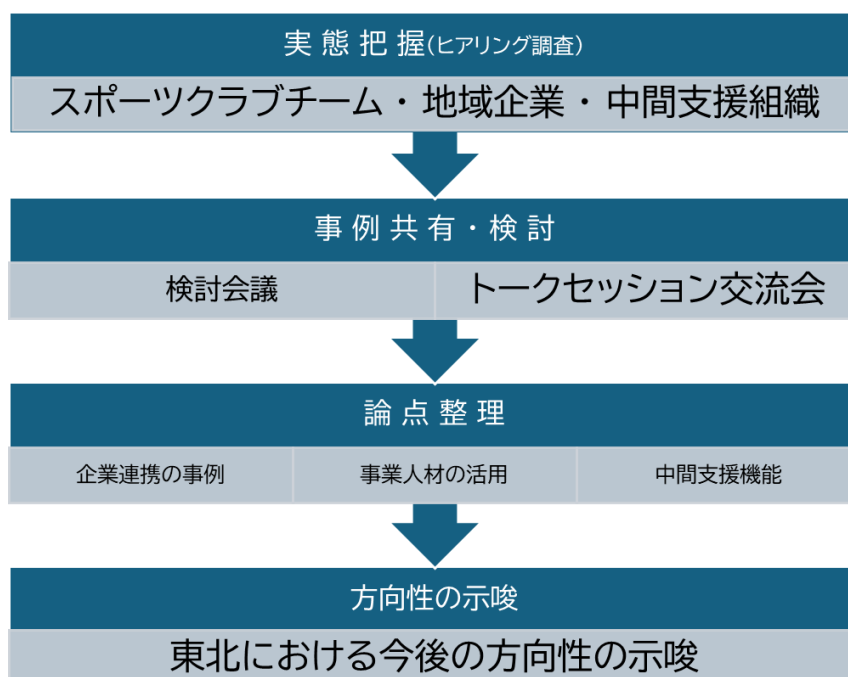 実態把握(ヒアリング調査)
スポーツクラブチーム・地域企業・中間支援組織
事例共有・検討
検討会議 トークセッション交流会
論点整理
企業連携の事例 事業人材の活用 中間支援機能
方向性の示唆
東北における今後の方向性の示唆